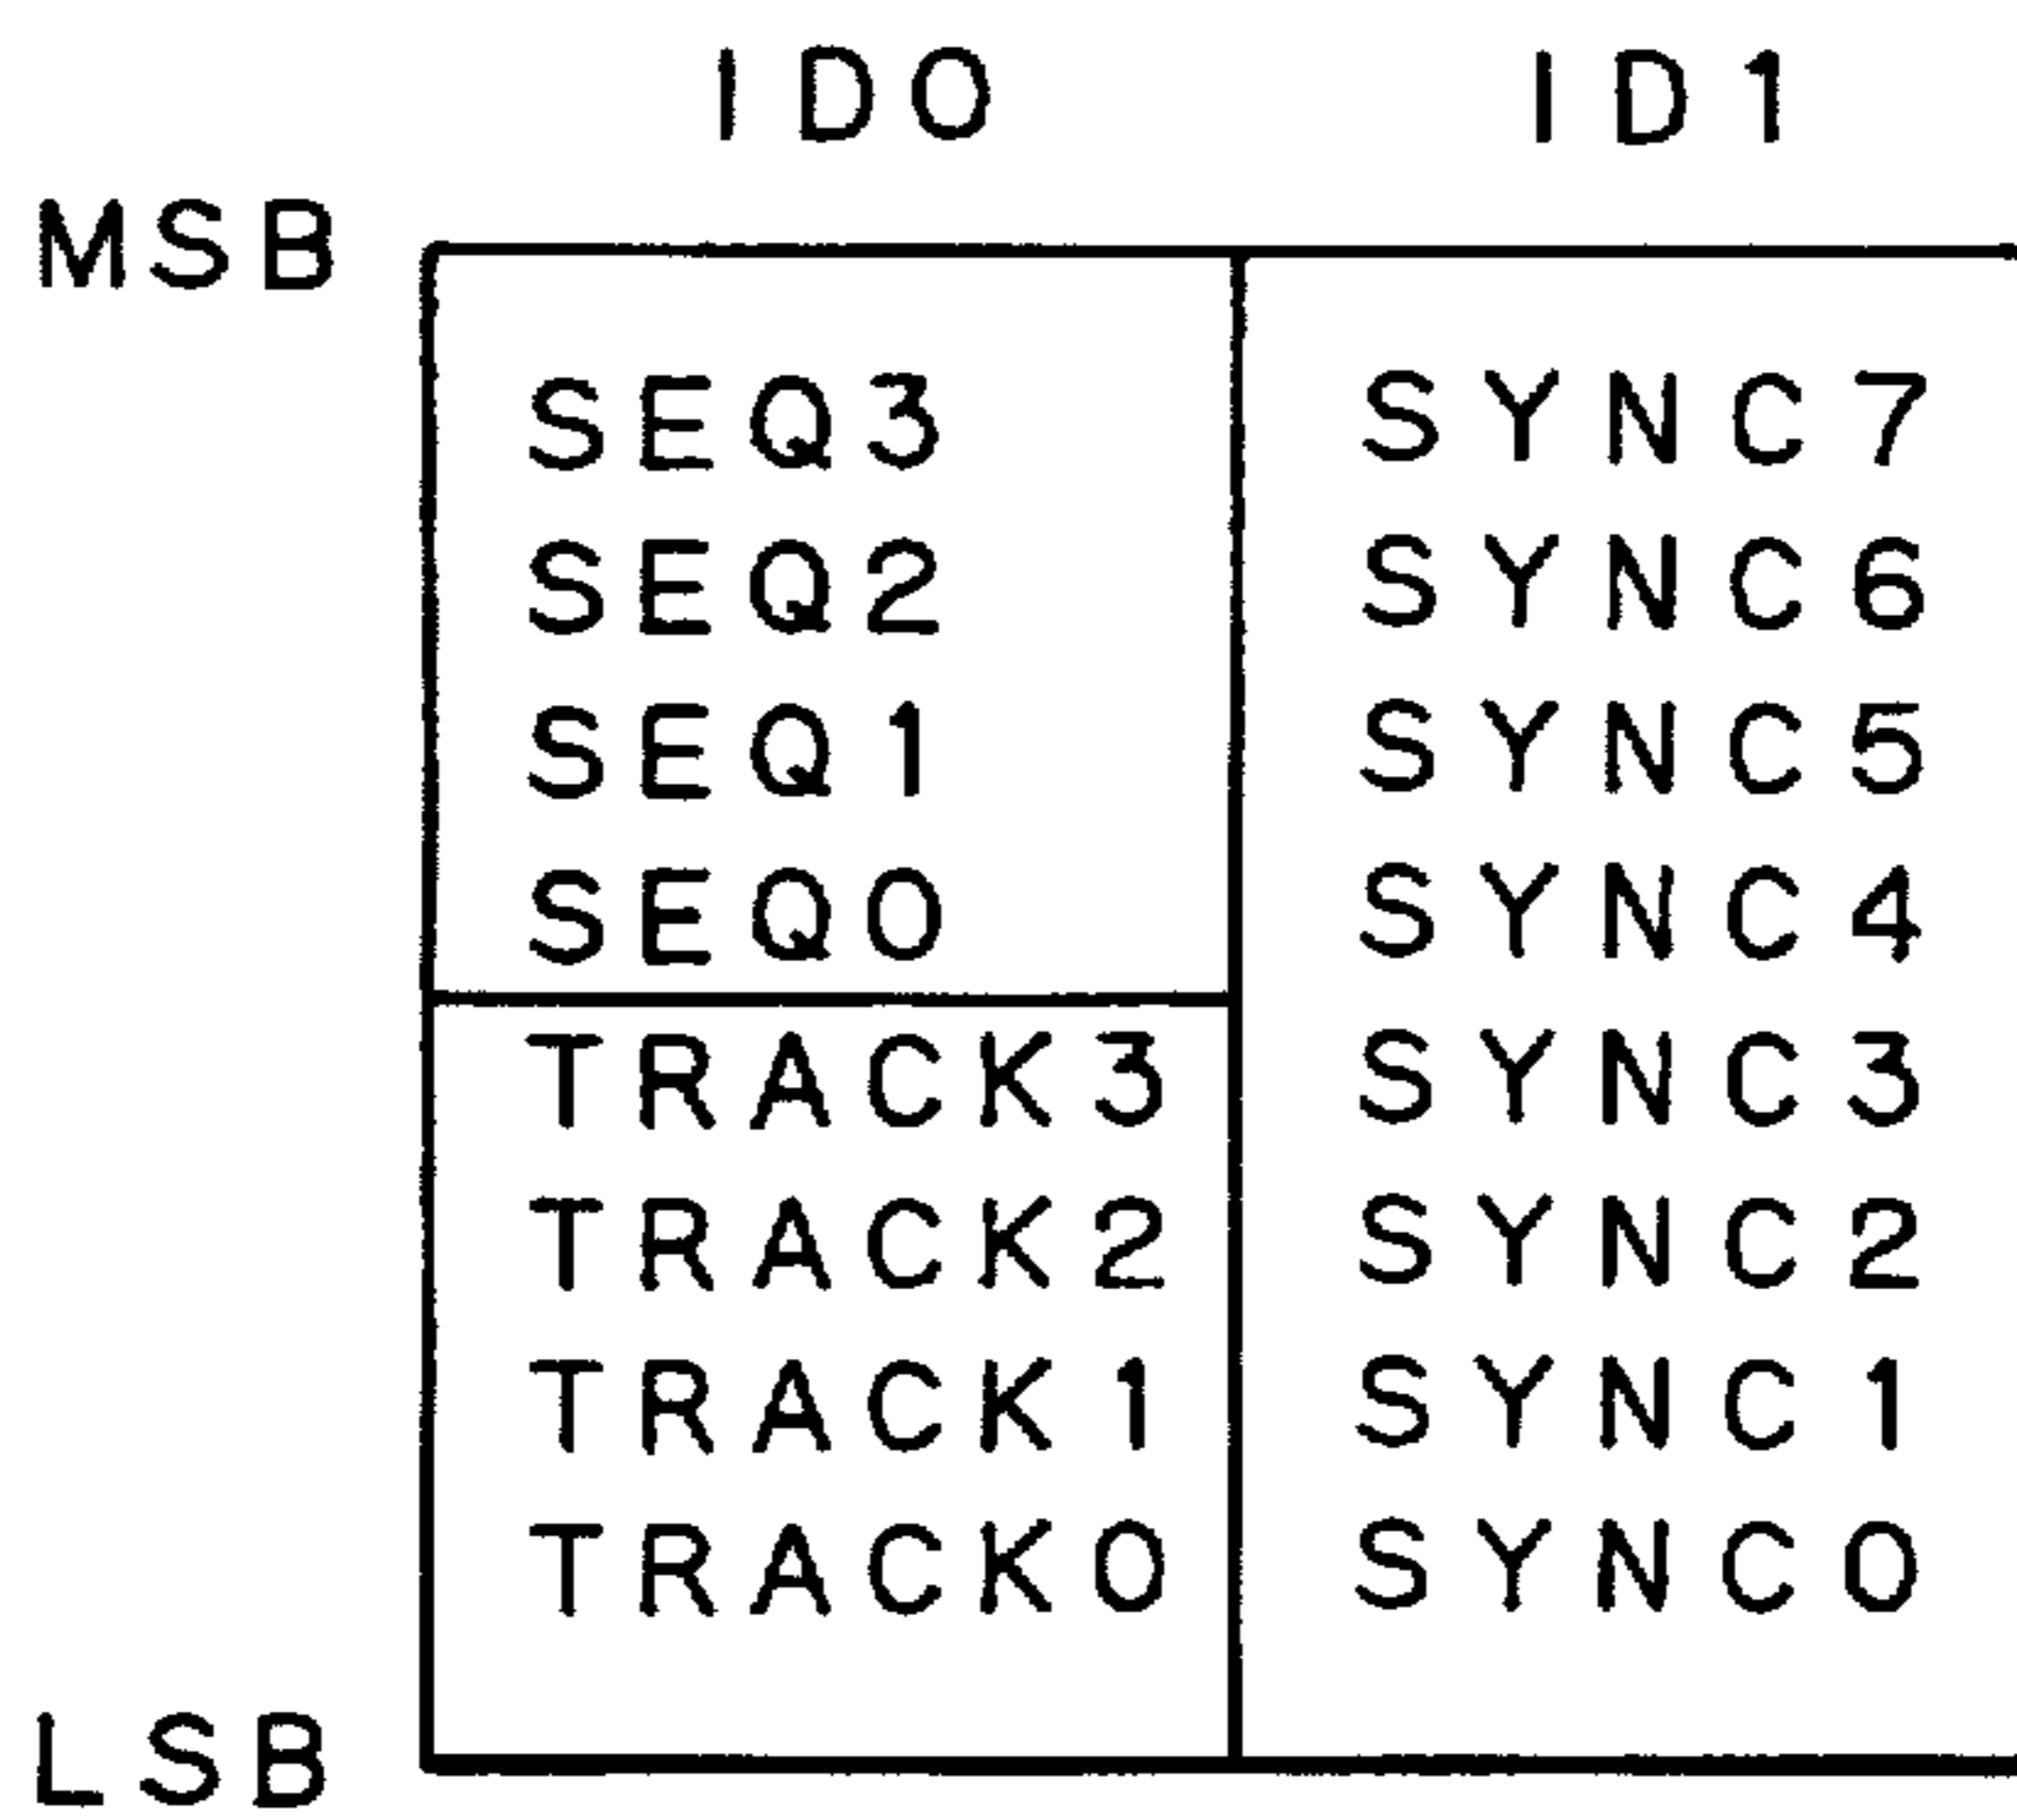 ID0 ID1
MSB
SEQ3 SYNC7
SEQ2 SYNC6
SEQ1 SYNC5
SEQ0 SYNC4
TRACK3 SYNC3
TRACK2 SYNC2
TRACK1 SYNC1
TRACK0 SYNC0
LSB